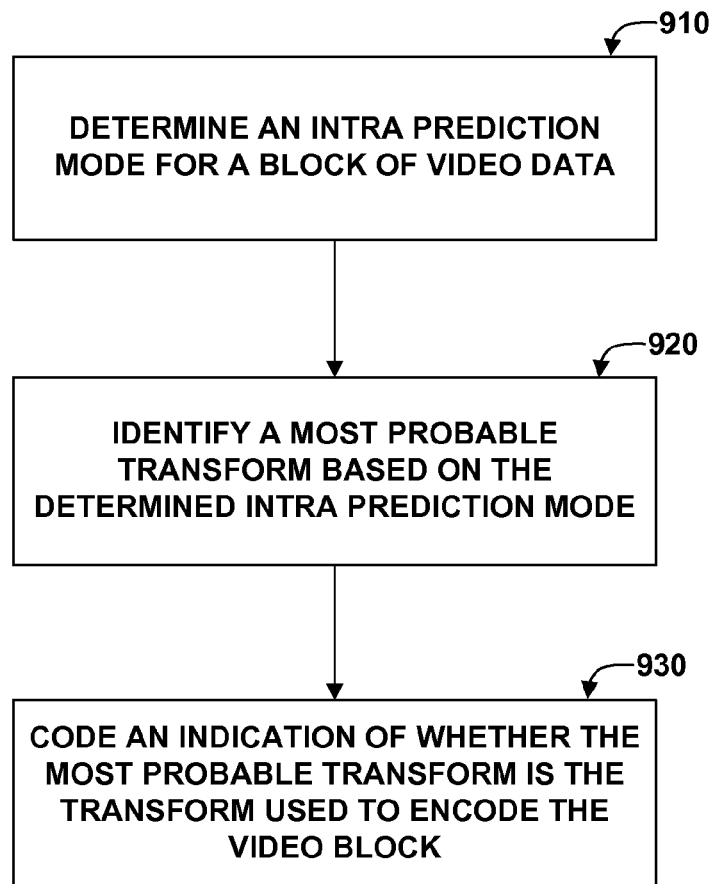 910
DETERMINE AN INTRA PREDICTION
MODE FOR A BLOCK OF VIDEO DATA
920
IDENTIFY A MOST PROBABLE
TRANSFORM BASED ON THE
DETERMINED INTRA PREDICTION MODE
930
CODE AN INDICATION OF WHETHER THE
MOST PROBABLE TRANSFORM IS THE
TRANSFORM USED TO ENCODE THE
VIDEO BLOCK